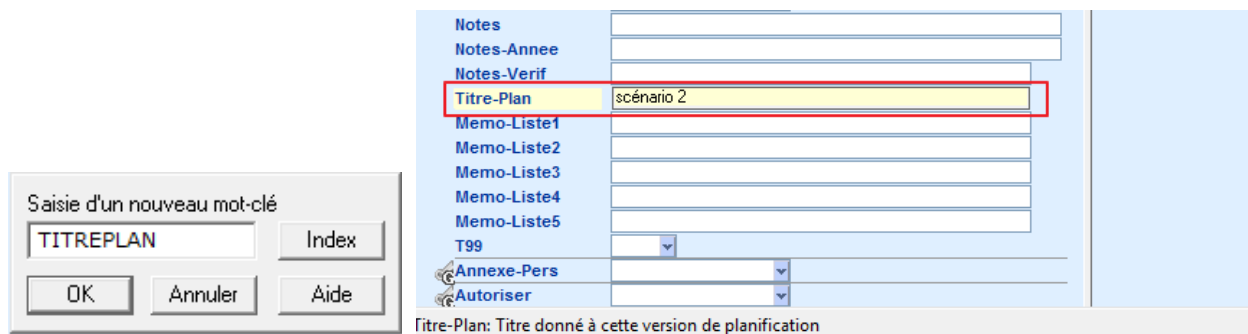 Saisie d'un nouveau mot-clé
TITREPLAN
Index
OK Annuler Aide
Notes
Notes-Annee
Notes-Verif
Titre-Plan scénario 2
Memo-Liste1
Memo-Liste2
Memo-Liste3
Memo-Liste4
Memo-Liste5
T99
Annexe-Pers
Autoriser
Titre-Plan: Titre donné à cette version de planification